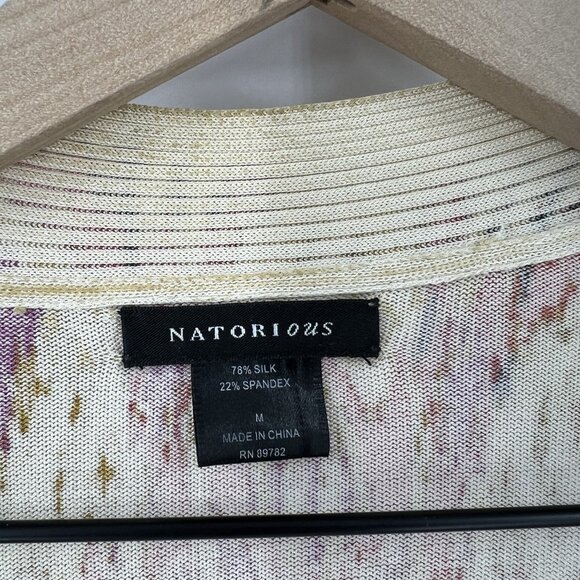 NATORIous
78% SILK
22% SPANDEX
M
MADE IN CHINA
RN 89782